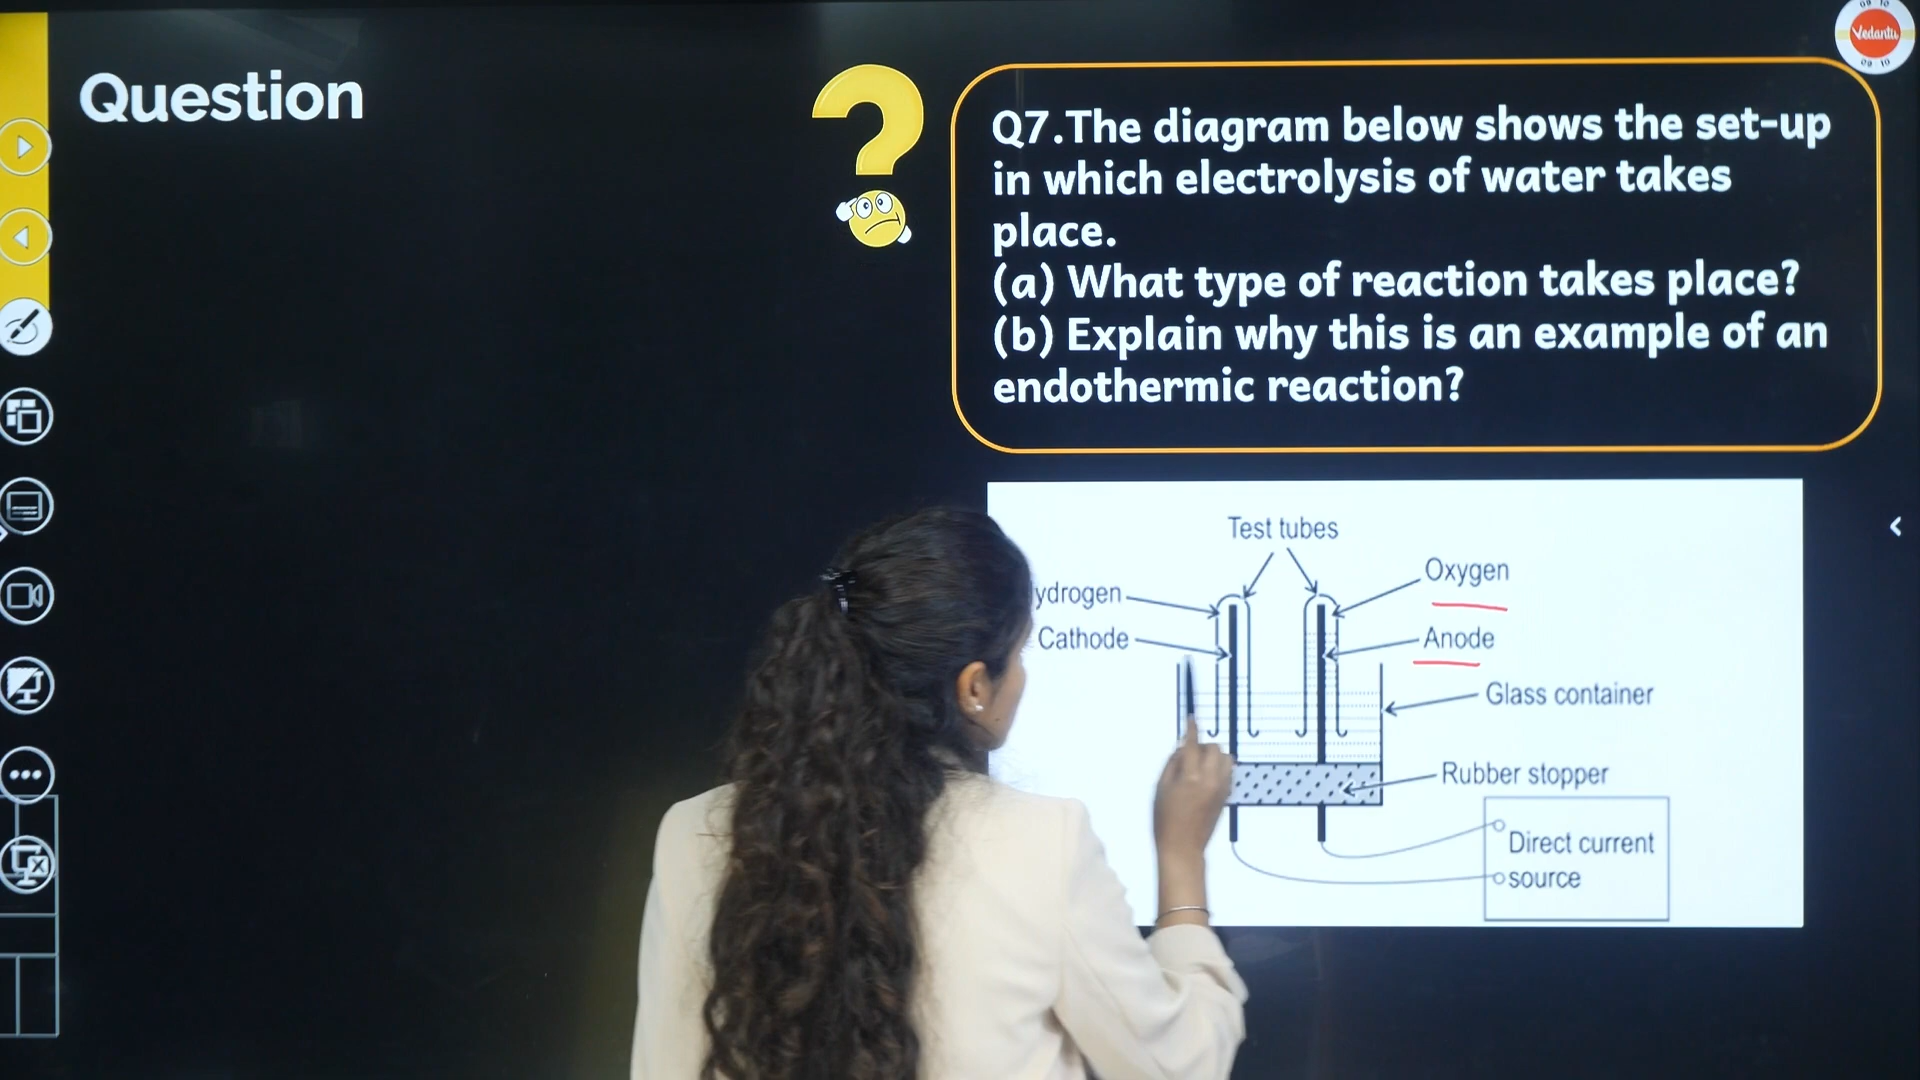 Question
Vedantu
Q7.The diagram below shows the set-up
in which electrolysis of water takes
place.
(a) What type of reaction takes place?
(b) Explain why this is an example of an
endothermic reaction?
Test tubes
Oxygen
ydrogen
Cathode
Anode
Glass container
Rubber stopper
Direct current
source